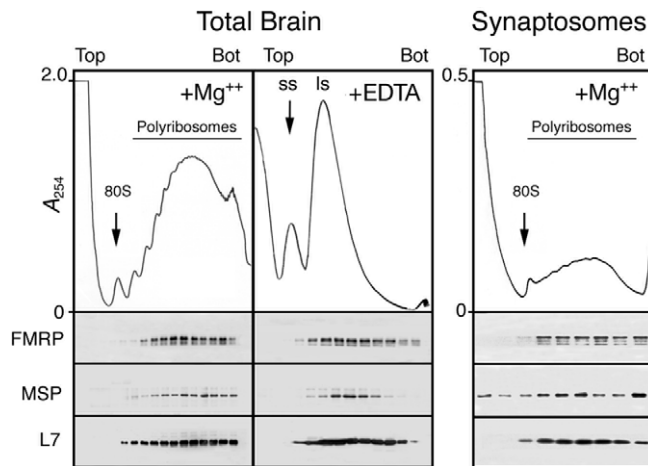 Total Brain Synaptosomes
Top Bot Top Bot Top Bot
2.0 +Mg++ ss ls +EDTA 0.5 +Mg++
Polyribosomes Polyribosomes
80S 80S
A254
0 0
FMRP
MSP
L7